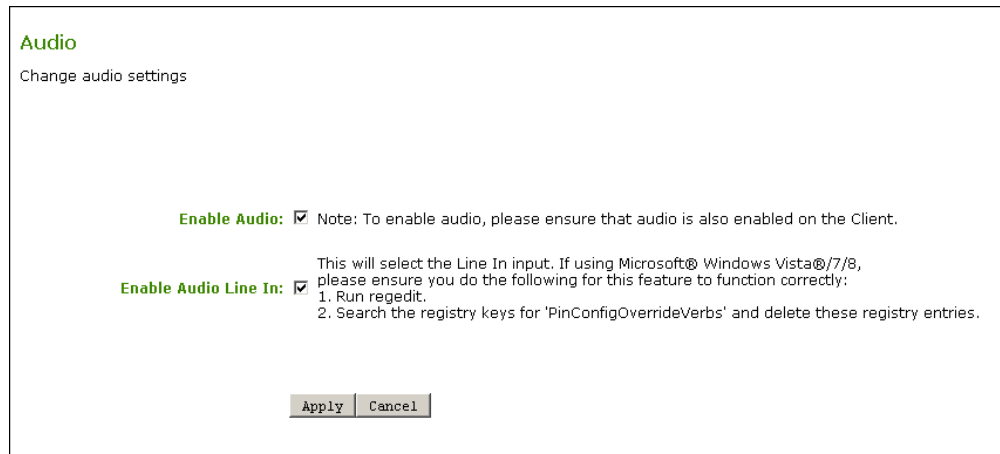 Audio
Change audio settings
Enable Audio: Note: To enable audio, please ensure that audio is also enabled on the Client.
This will select the Line In input. If using Microsoft® Windows Vista®/7/8,
please ensure you do the following for this feature to function correctly:
Enable Audio Line In:
1. Run regedit.
2. Search the registry keys for 'PinConfigOverrideVerbs' and delete these registry entries.
Apply Cancel